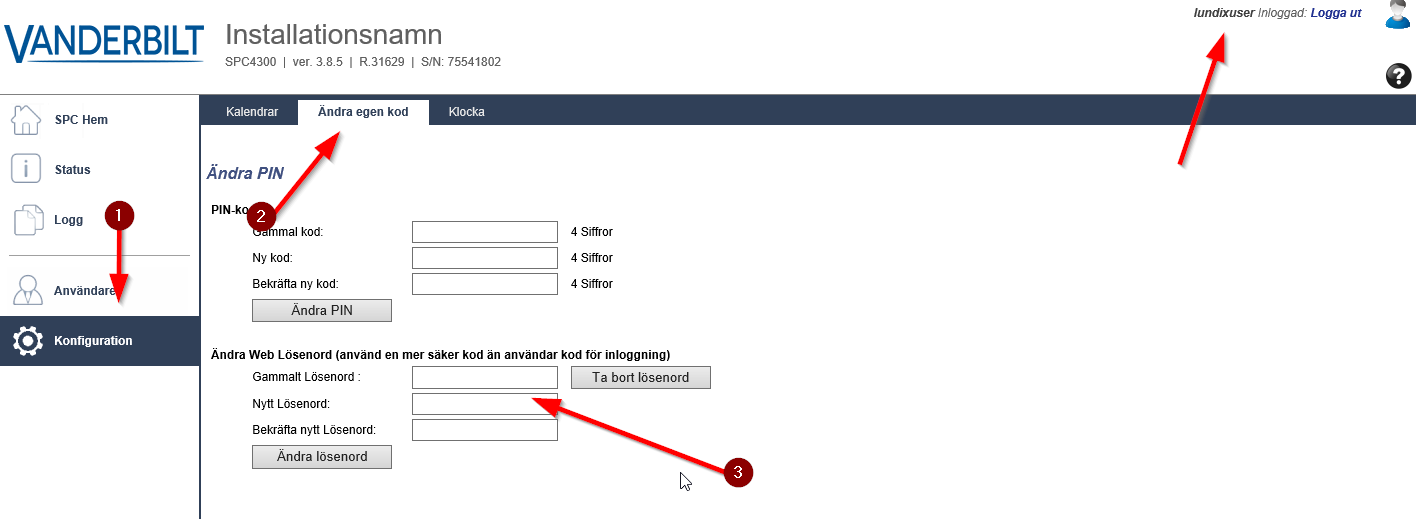 VANDERBILT
Installationsnamn
SPC4300 | ver. 3.8.5 | R.31629 | S/N: 75541802
lundixuser Inloggad: Logga ut
?
SPC Hem
Status
Logg
Användare
Konfiguration
1
Kalendrar Ändra egen kod Klocka
Ändra PIN
2
Gammal kod: 4 Siffror
Ny kod: 4 Siffror
Bekräfta ny kod: 4 Siffror
Ändra PIN
Ändra Web Lösenord (använd en mer säker kod än användar kod för inloggning)
Gammalt Lösenord : Ta bort lösenord
Nytt Lösenord:
Bekräfta nytt Lösenord:
Ändra lösenord
3